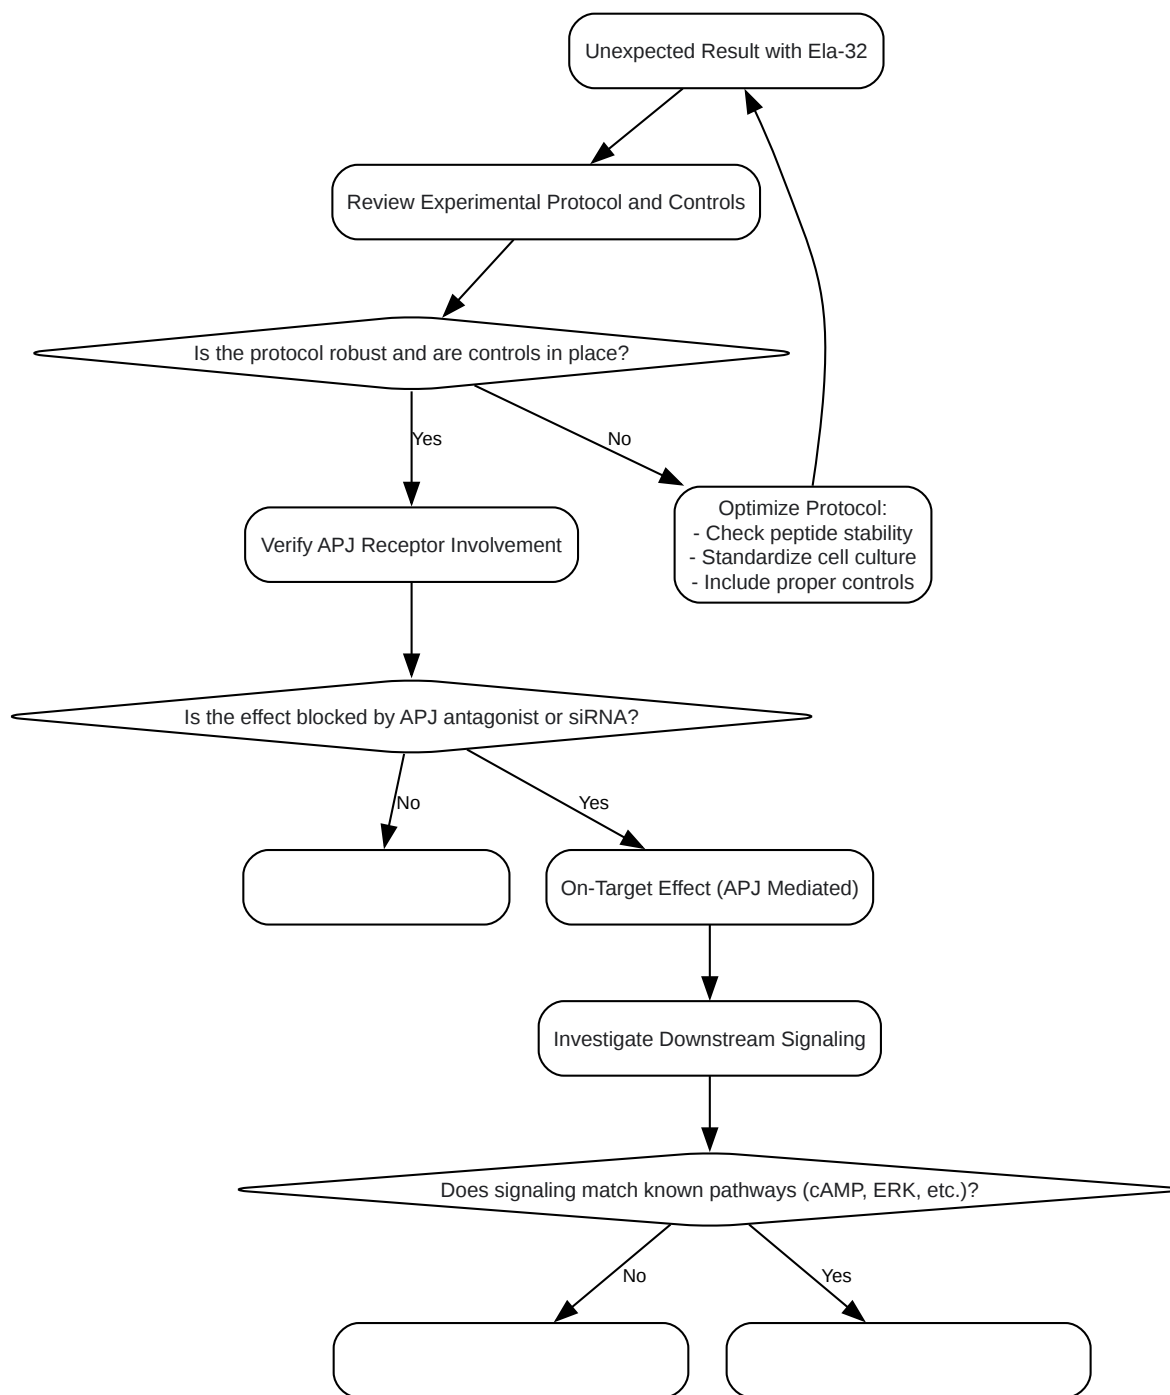 Unexpected Result with Ela-32
Review Experimental Protocol and Controls
Is the protocol robust and are controls in place?
Yes
No
Optimize Protocol:
- Check peptide stability
- Standardize cell culture
- Include proper controls
Verify APJ Receptor Involvement
Is the effect blocked by APJ antagonist or siRNA?
No
Yes
On-Target Effect (APJ Mediated)
Investigate Downstream Signaling
Does signaling match known pathways (cAMP, ERK, etc.)?
No
Yes